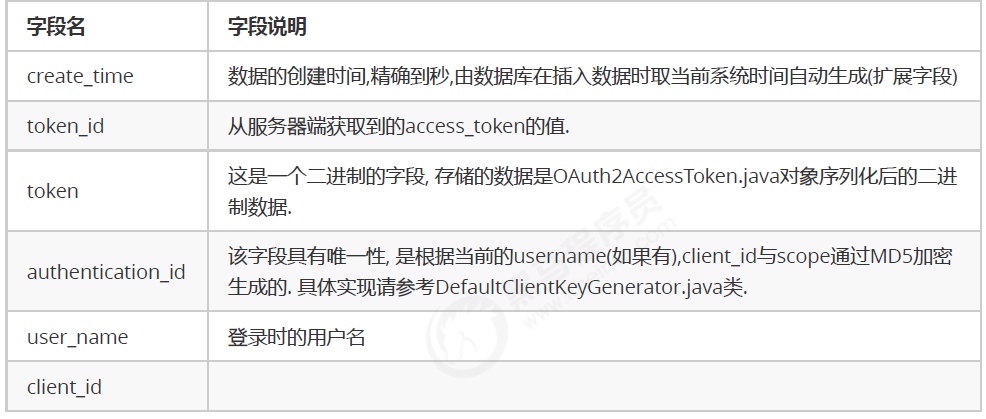 字段名 字段说明
create_time 数据的创建时间,精确到秒,由数据库在插入数据时取当前系统时间自动生成(扩展字段)
token_id 从服务器端获取到的access_token的值.
token 这是一个二进制的字段, 存储的数据是OAuth2AccessToken.java对象序列化后的二进
制数据.
authentication_id 该字段具有唯一性, 是根据当前的username(如果有),client_id与scope通过MD5加密
生成的. 具体实现请参考DefaultClientKeyGenerator.java类.
user_name 登录时的用户名
client_id